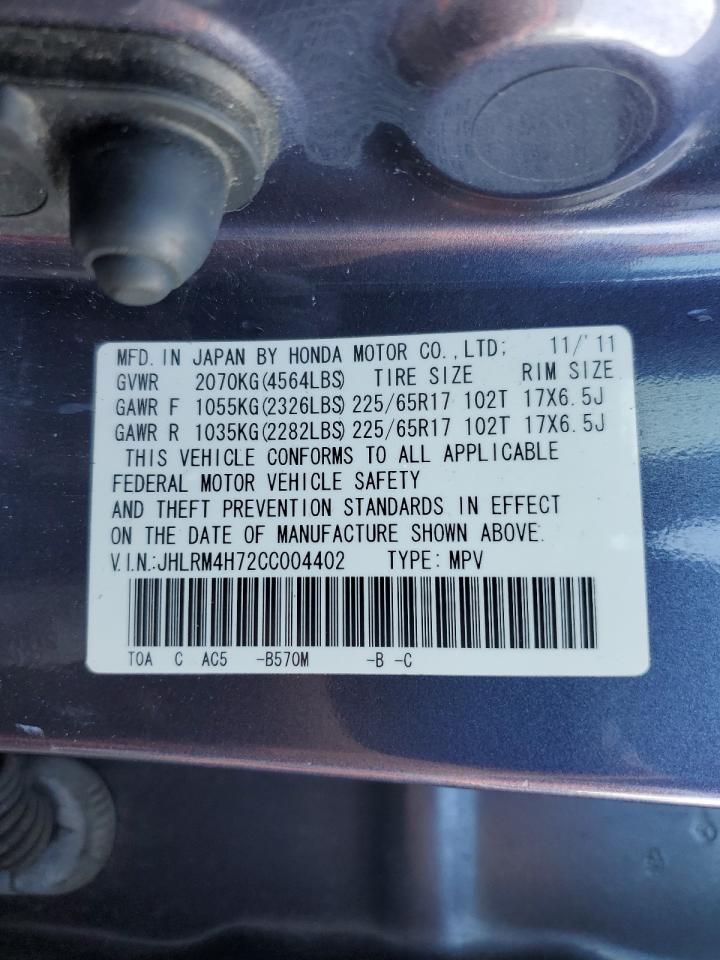 MFD. IN JAPAN BY HONDA MOTOR CO.,LTD; 11/'11
GVWR 2070KG(4564LBS) TIRE SIZE RIM SIZE
GAWR F 1055KG(2326LBS) 225/65R17 102T 17X6.5J
GAWR R 1035KG(2282LBS) 225/65R17 102T 17X6.5J
THIS VEHICLE CONFORMS TO ALL APPLICABLE
FEDERAL MOTOR VEHICLE SAFETY
AND THEFT PREVENTION STANDARDS IN EFFECT
ON THE DATE OF MANUFACTURE SHOWN ABOVE.
V.I.N.:JHLRM4H72CC004402 TYPE: MPV
T0A C AC5 -B570M -B -C